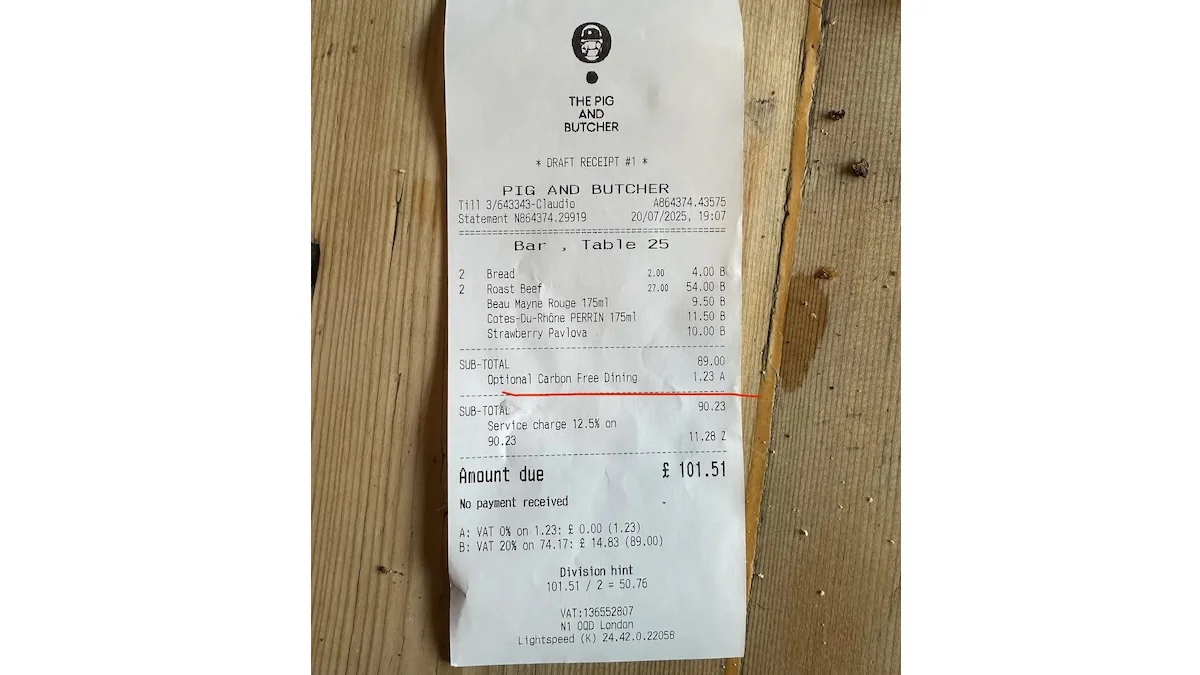 THE PIG
AND
BUTCHER
* DRAFT RECEIPT #1 *
PIG AND BUTCHER
Till 3/643343-Claudio A864374.43575
Statement N864374.29919 20/07/2025, 19:07
Bar , Table 25
2 Bread 2.00 4.00 B
2 Roast Beef 27.00 54.00 B
Beau Mayne Rouge 175ml 9.50 B
Cotes-Du-Rhône PERRIN 175ml 11.50 B
Strawberry Pavlova 10.00 B
SUB-TOTAL 89.00
Optional Carbon Free Dining 1.23 A
SUB-TOTAL 90.23
Service charge 12.5% on
90.23 11.28 Z
Amount due £ 101.51
No payment received
A: VAT 0% on 1.23: £ 0.00 (1.23)
B: VAT 20% on 74.17: £ 14.83 (89.00)
Division hint
101.51 / 2 = 50.76
VAT:136552807
N1 0QD London
Lightspeed (K) 24.42.0.22058